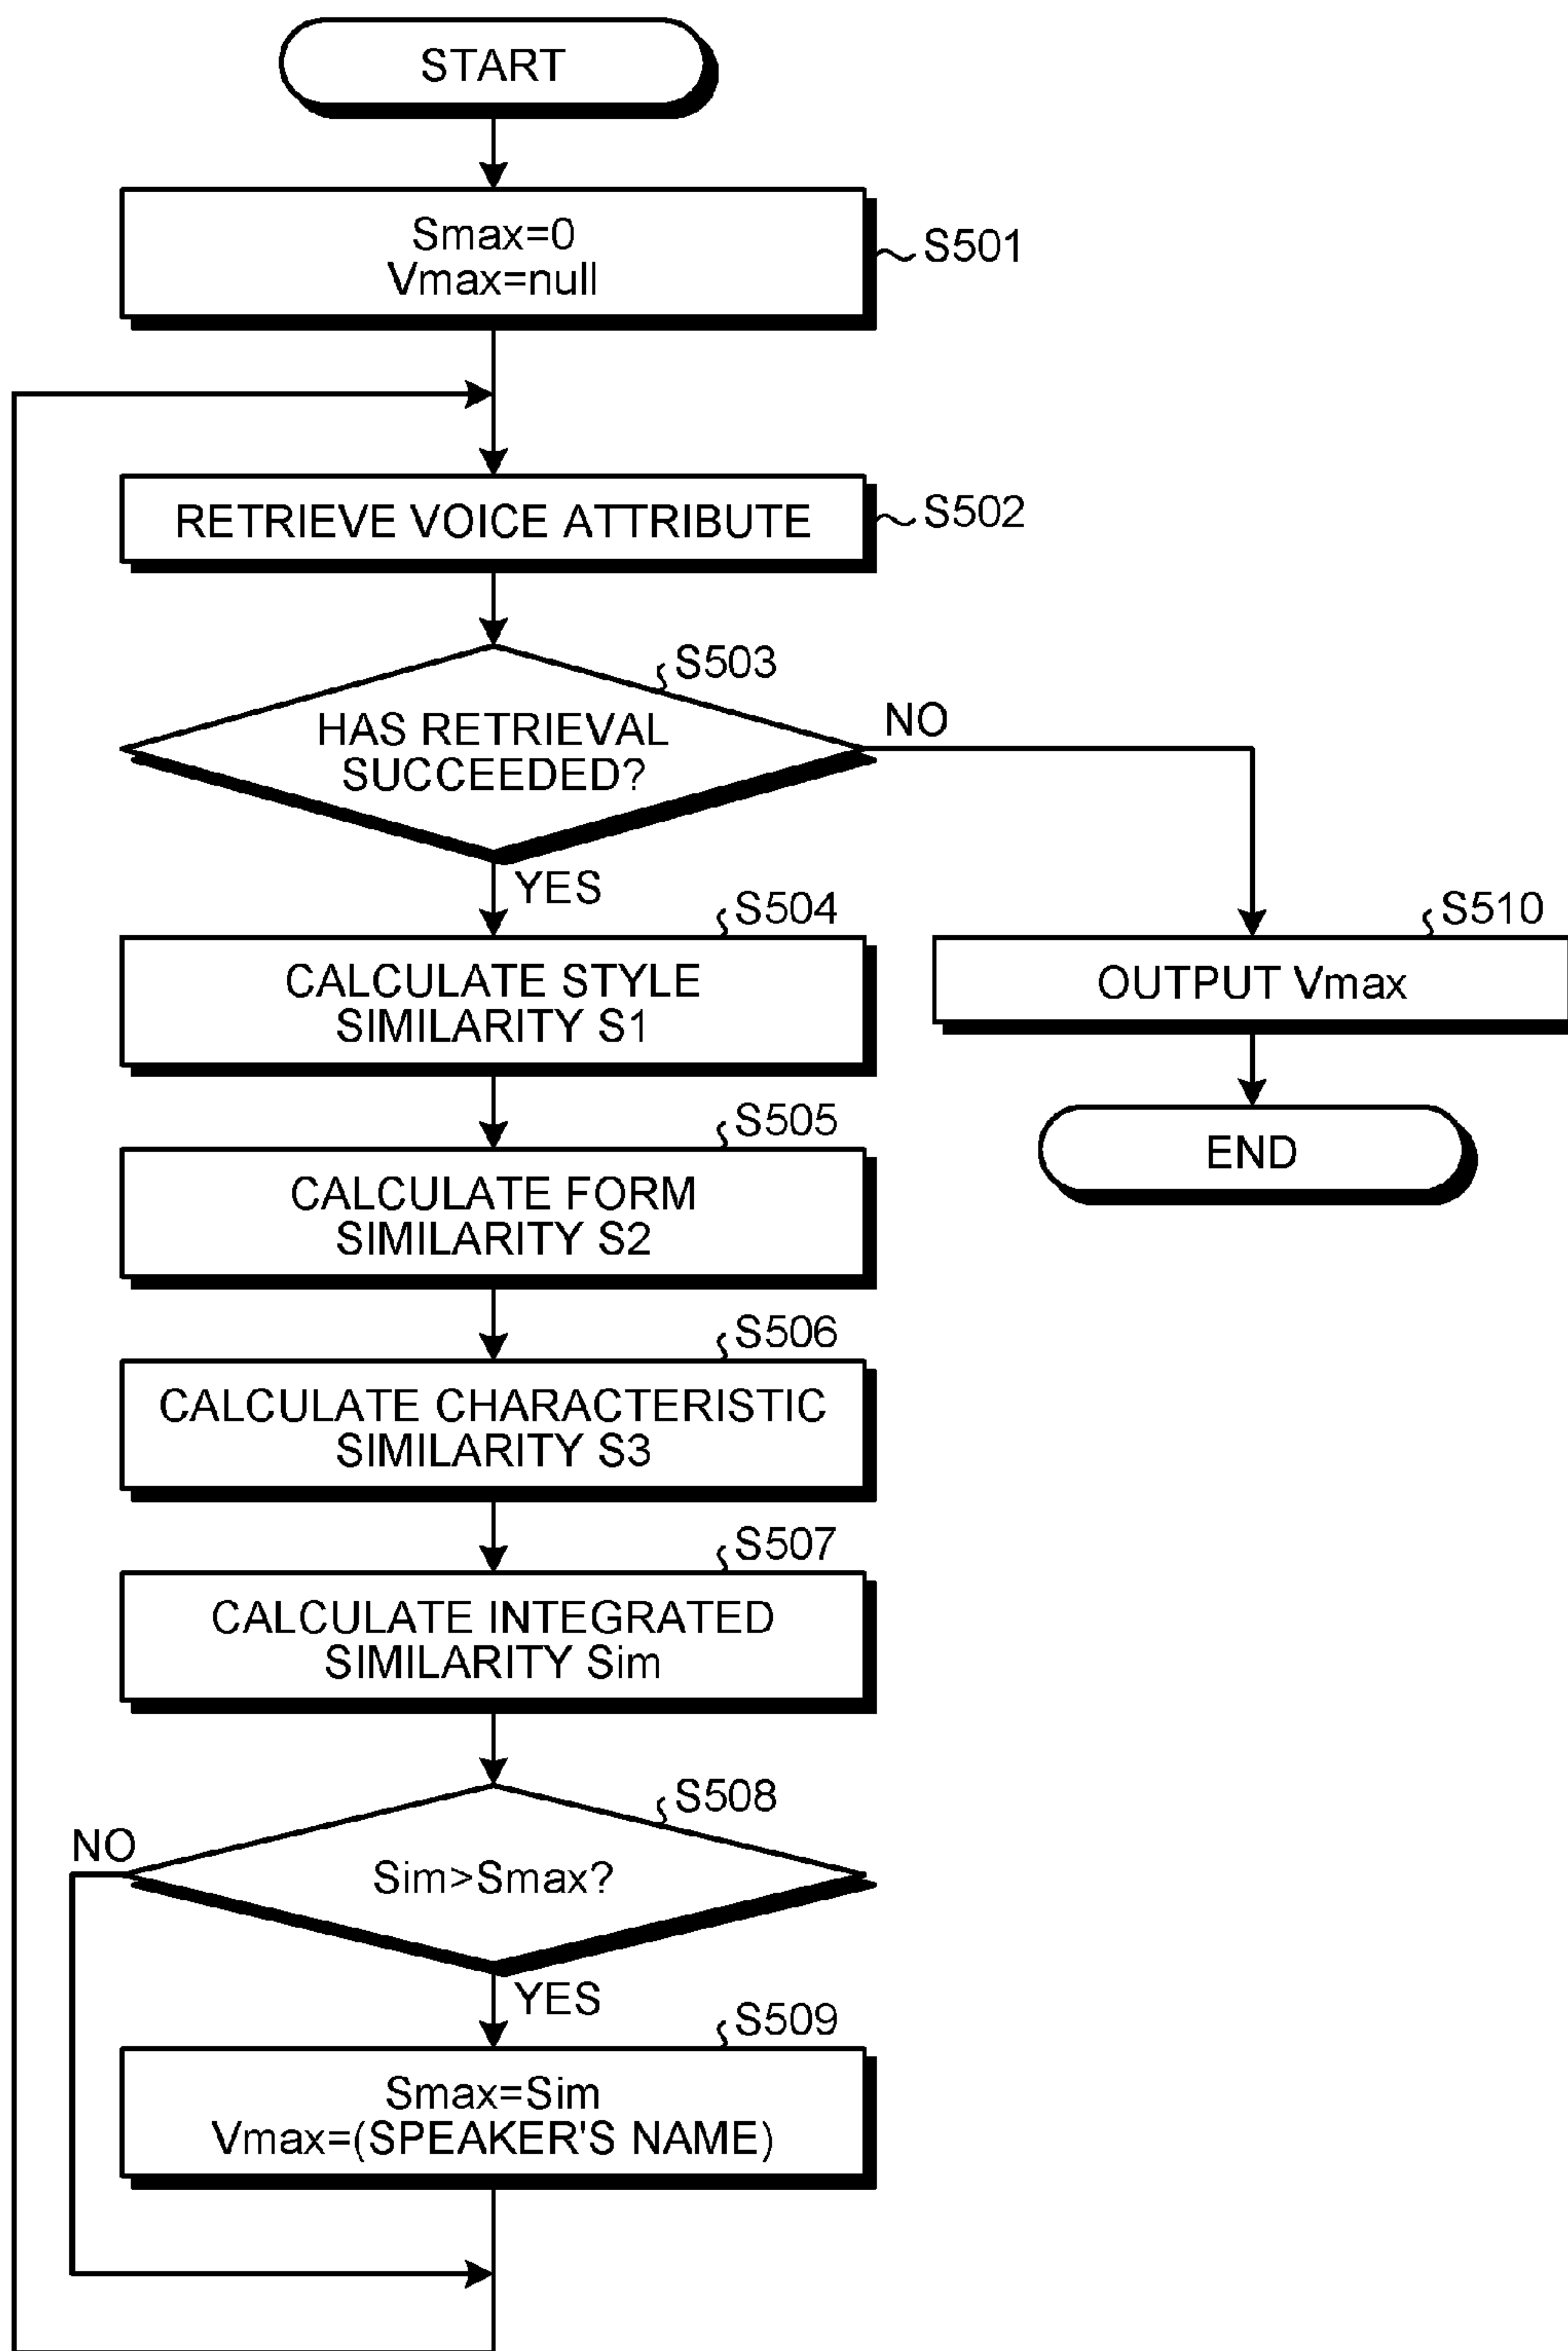 START
Smax=0
Vmax=null
S501
RETRIEVE VOICE ATTRIBUTE
S502
S503
HAS RETRIEVAL
SUCCEEDED?
NO
YES
S504
CALCULATE STYLE
SIMILARITY S1
S510
OUTPUT Vmax
END
S505
CALCULATE FORM
SIMILARITY S2
S506
CALCULATE CHARACTERISTIC
SIMILARITY S3
S507
CALCULATE INTEGRATED
SIMILARITY Sim
S508
NO
Sim>Smax?
YES
S509
Smax=Sim
Vmax=(SPEAKER'S NAME)